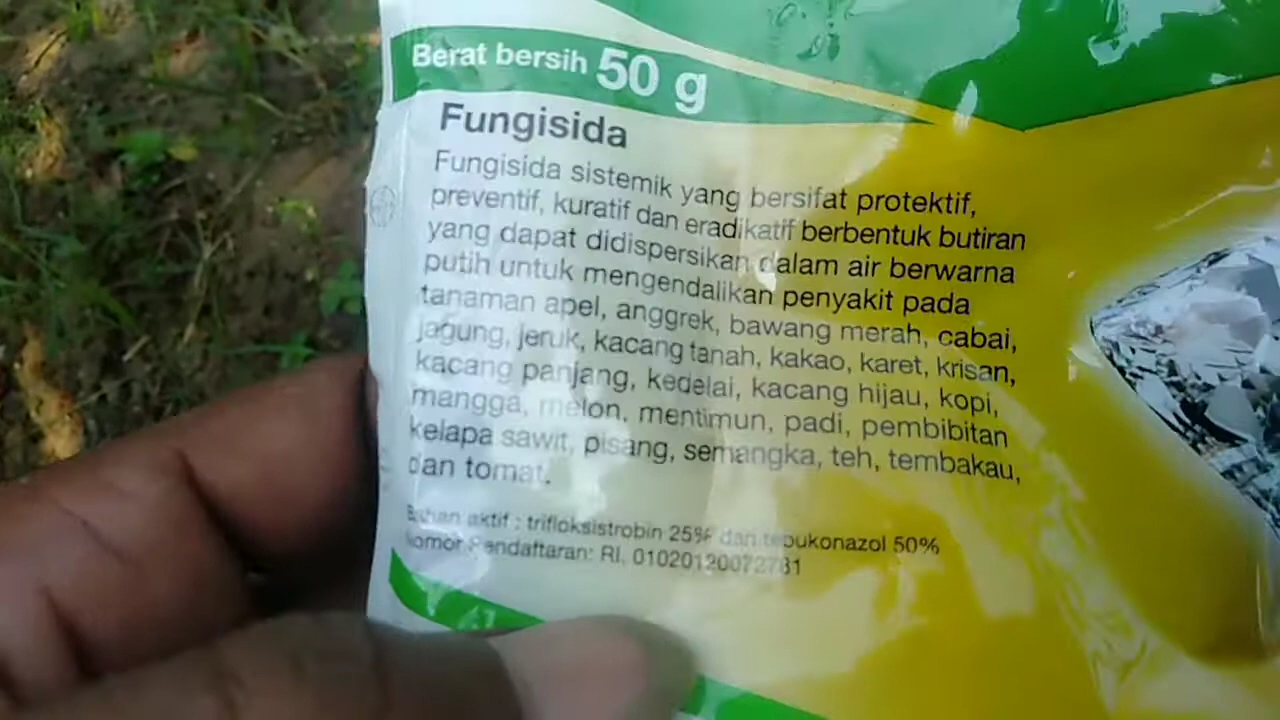 Berat bersih 50 g
Fungisida
Fungisida sistemik yang bersifat protektif,
preventif, kuratif dan eradikatif berbentuk butiran
yang dapat didispersikan dalam air berwarna
putih untuk mengendalikan penyakit pada
tanaman apel, anggrek, bawang merah, cabai,
jagung, jeruk, kacang tanah, kakao, karet, krisan,
kacang panjang, kedelai, kacang hijau, kopi,
mangga, melon, mentimun, padi, pembibitan
kelapa sawit, pisang, semangka, teh, tembakau,
dan tomat.
Bahan aktif : trifloksistrobin 25% dan tebukonazol 50%
Nomor Pendaftaran: RI. 01020120072781